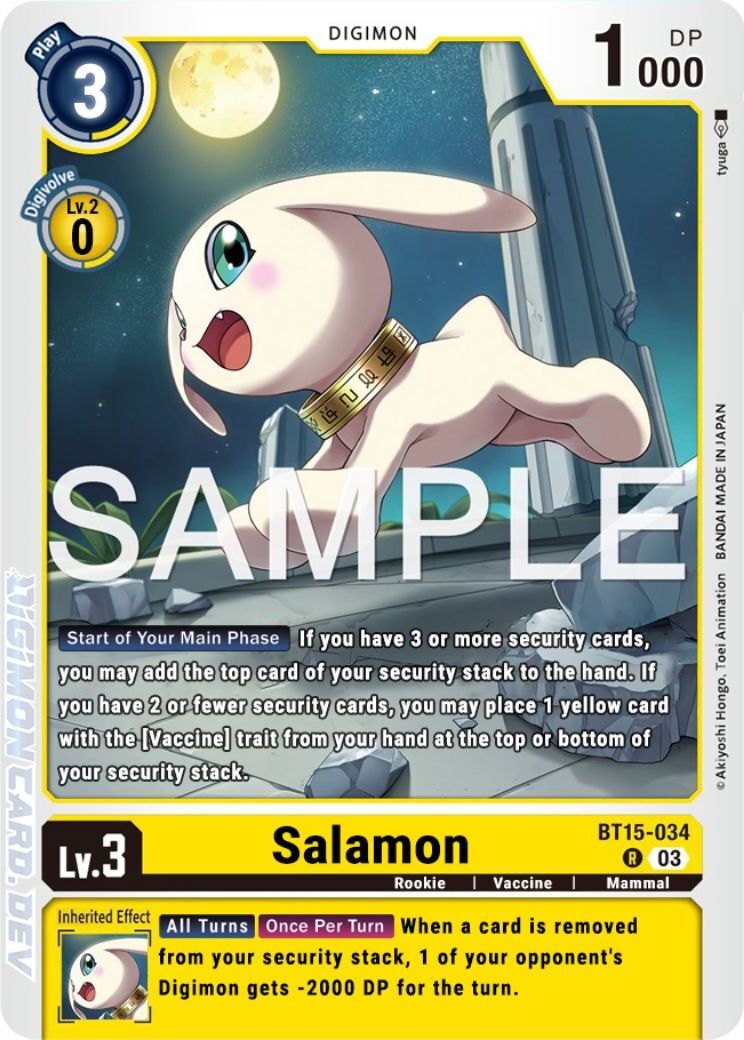 Play
3
DIGIMON
DP
1000
Digivolve
Lv.2
0
tyuga
SAMPLE
Start of Your Main Phase If you have 3 or more security cards,
you may add the top card of your security stack to the hand. If
you have 2 or fewer security cards, you may place 1 yellow card
with the [Vaccine] trait from your hand at the top or bottom of
your security stack.
© Akiyoshi Hongo, Toei Animation BANDAI MADE IN JAPAN
DIGIMONCARD.DEV
Lv.3
Salamon
BT15-034
R 03
Rookie | Vaccine | Mammal
Inherited Effect
All Turns Once Per Turn When a card is removed
from your security stack, 1 of your opponent's
Digimon gets -2000 DP for the turn.